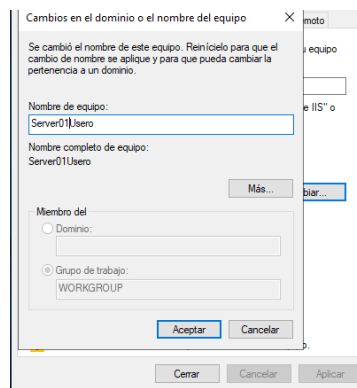 Cambios en el dominio o el nombre del equipo
moto
Se cambió el nombre de este equipo. Reinícielo para que el
cambio de nombre se aplique y para que pueda cambiar la
pertenencia a un dominio.
equipo
Nombre de equipo:
Server01Usero
e IIS" o
Nombre completo de equipo:
Server01Usero
Más...
biar...
Miembro del
Dominio:
Grupo de trabajo:
WORKGROUP
Aceptar
Cancelar
Cerrar
Cancelar
Aplicar